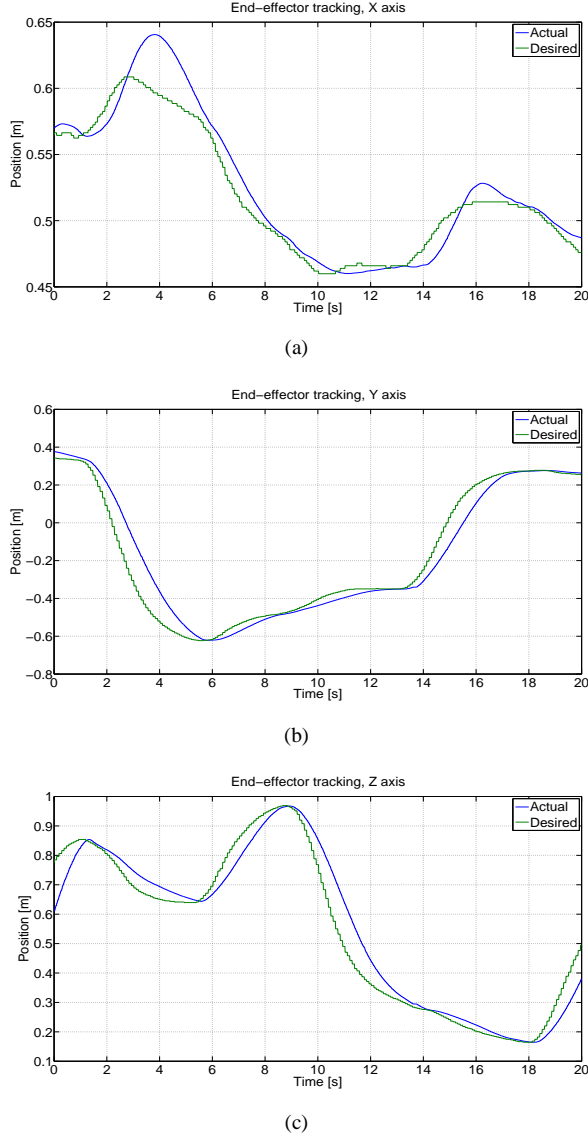 End−effector tracking, X axis
0.65
0.6
0.55
0.5
0.45
Position [m]
Actual
Desired
0 2 4 6 8 10 12 14 16 18 20
Time [s]
(a)
End−effector tracking, Y axis
0.6
0.4
0.2
0
−0.2
−0.4
−0.6
−0.8
Position [m]
Actual
Desired
0 2 4 6 8 10 12 14 16 18 20
Time [s]
(b)
End−effector tracking, Z axis
1
0.9
0.8
0.7
0.6
0.5
0.4
0.3
0.2
0.1
Position [m]
Actual
Desired
0 2 4 6 8 10 12 14 16 18 20
Time [s]
(c)